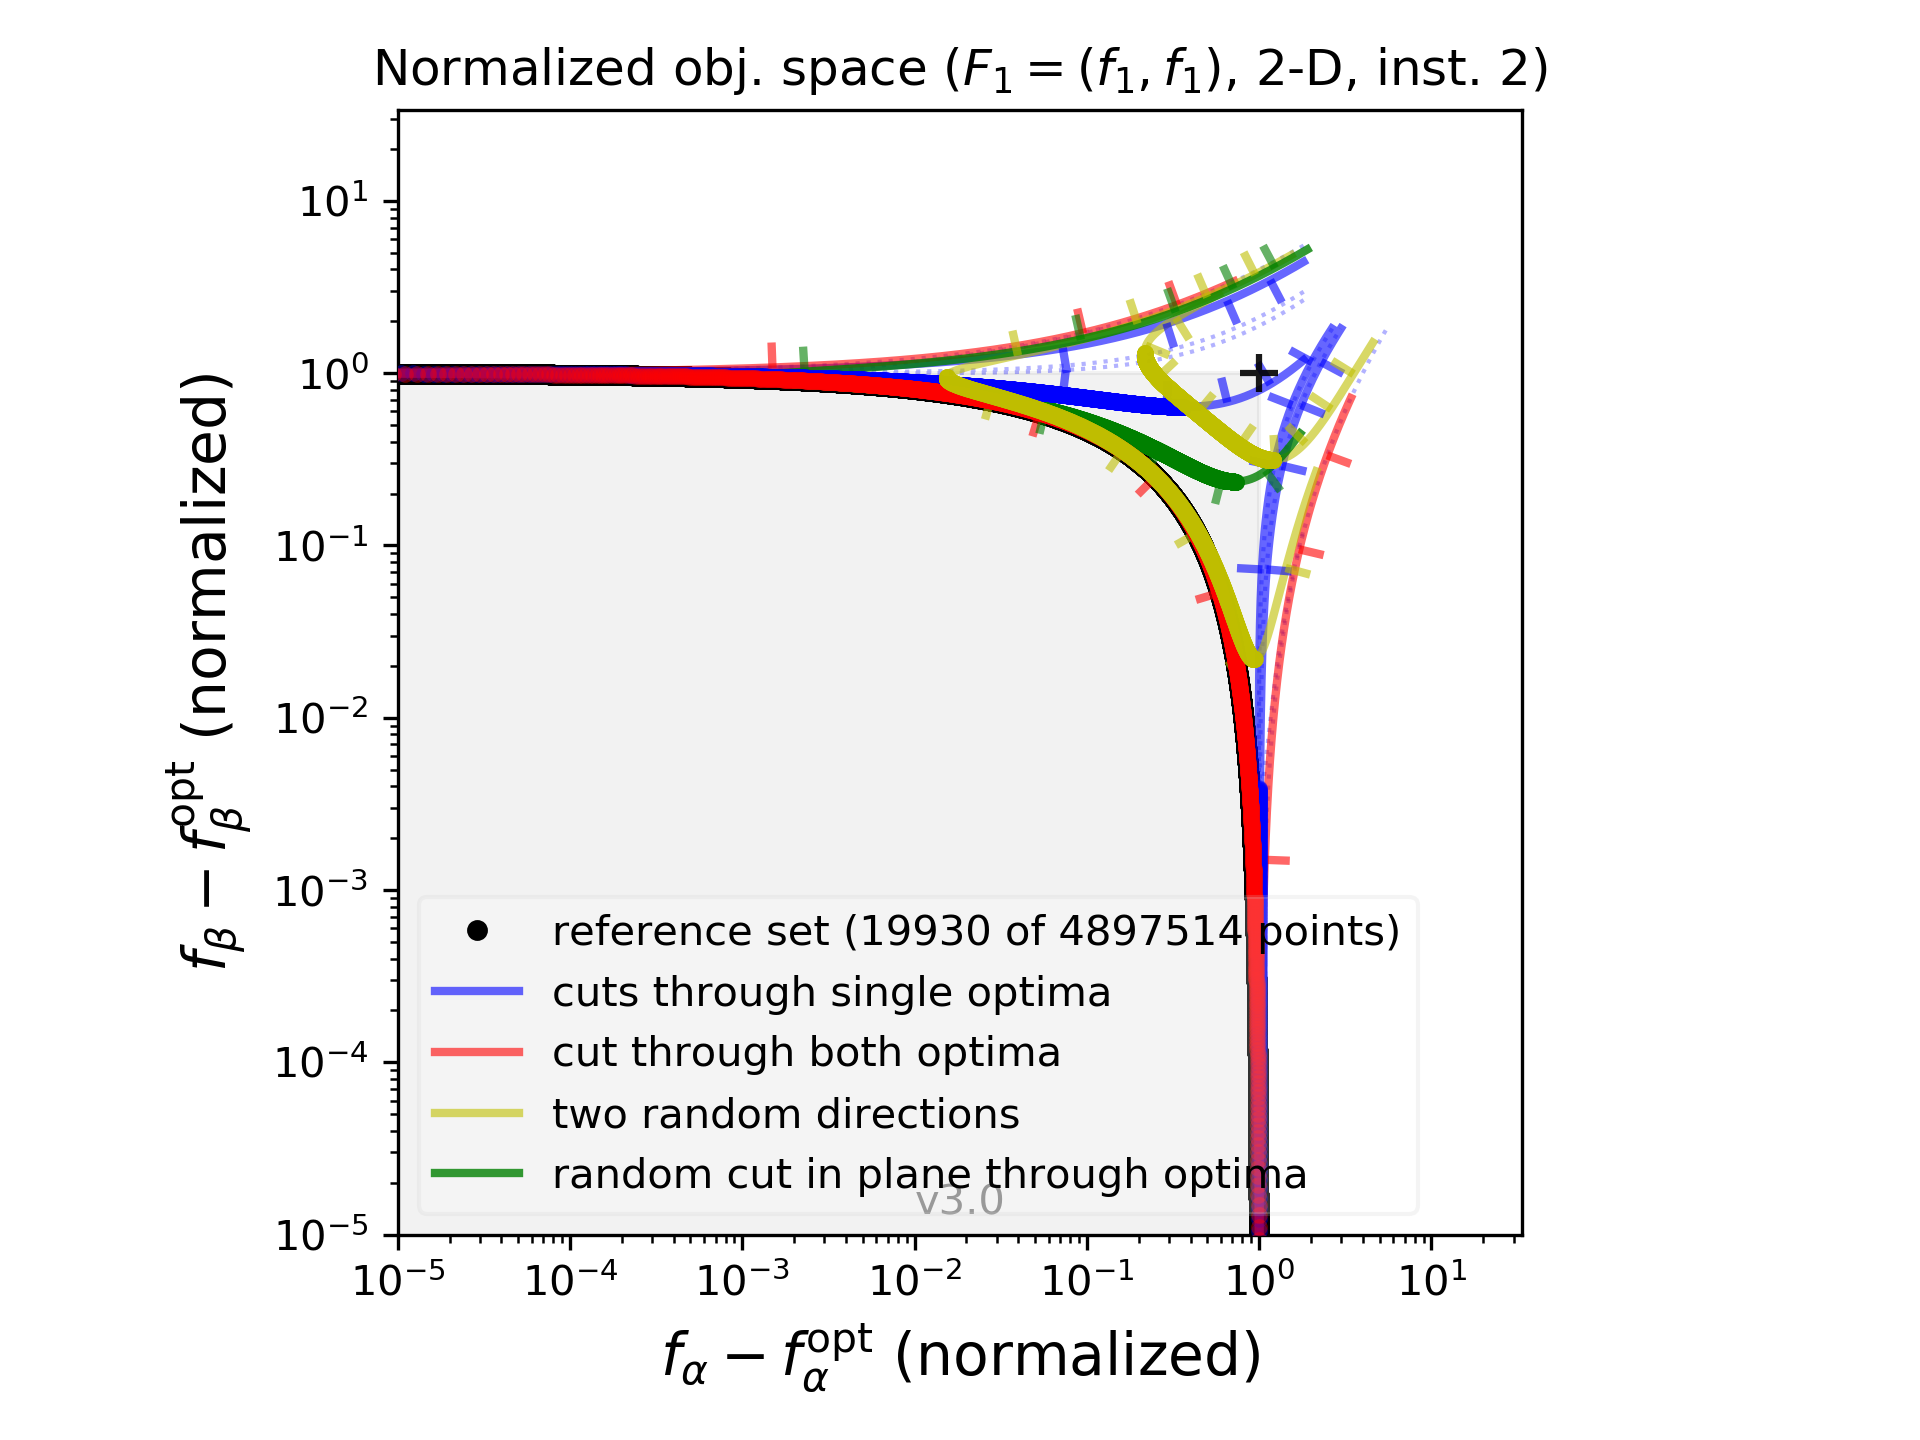 Normalized obj. space (F₁ = (f₁, f₁), 2-D, inst. 2)
f_β − f_β^opt (normalized)
10¹
10⁰
10⁻¹
10⁻²
10⁻³
10⁻⁴
10⁻⁵
reference set (19930 of 4897514 points)
cuts through single optima
cut through both optima
two random directions
random cut in plane through optima
v3.0
10⁻⁵ 10⁻⁴ 10⁻³ 10⁻² 10⁻¹ 10⁰ 10¹
f_α − f_α^opt (normalized)